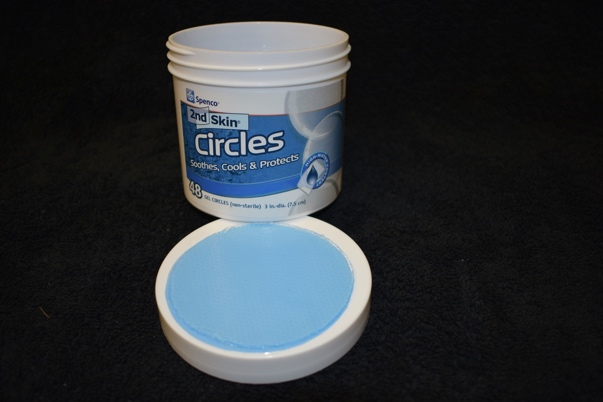 Spenco®
2nd Skin®
Circles
Soothes, Cools & Protects
48 GEL CIRCLES (non-sterile) 3 in. dia. (7.6 cm)